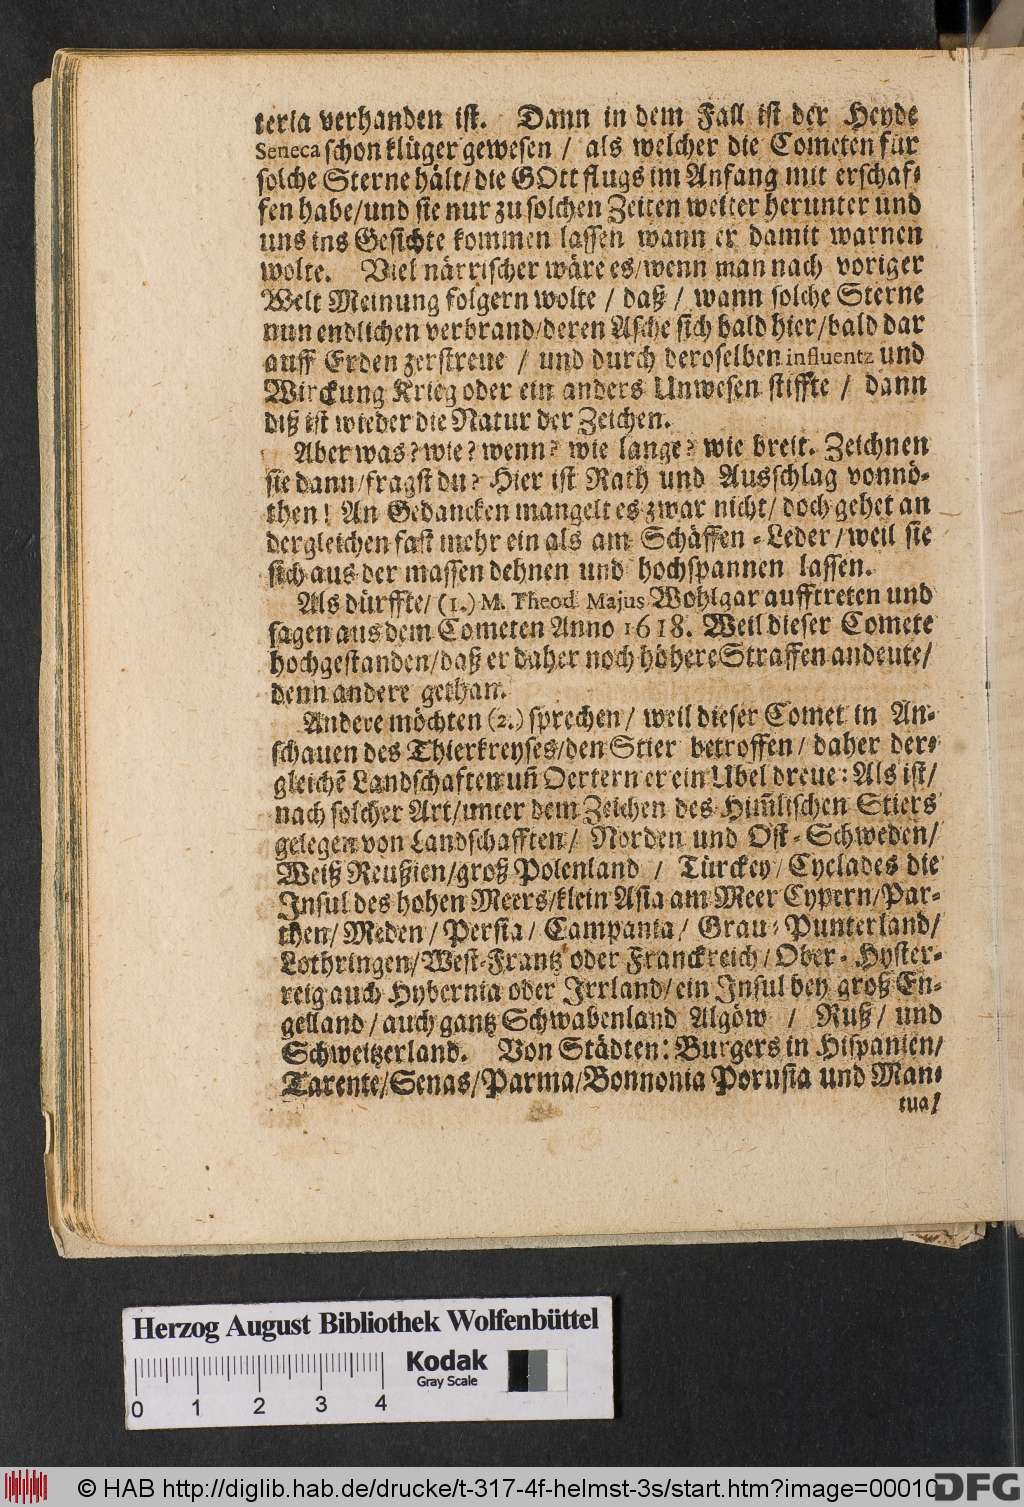 teria verhanden ist. Dann in dem Fall ist der Heyde
Seneca schon klüger gewesen / als welcher die Cometen für
solche Sterne hält/ die GOtt flugs im Anfang mit erschaf-
fen habe/und sie nur zu solchen Zeiten weiter herunter und
uns ins Gesichte kommen lassen wann er damit warnen
wolte. Viel närrischer wäre es/wenn man nach voriger
Welt Meinung folgern wolte / daß / wann solche Sterne
nun endlichen verbrand/deren Asche sich bald hier/bald dar
auff Erden zerstreue / und durch deroselben influentz und
Wirckung Krieg oder ein anders Unwesen stiffte / dann
diß ist wieder die Natur der Zeichen.
Aber was? wie? wenn? wie lange? wie breit. Zeichnen
sie dann/fragst du? Hier ist Rath und Ausschlag vonnö-
then! An Gedancken mangelt es zwar nicht/ doch gehet an
dergleichen fast mehr ein als am Schäffen-Leder/weil sie
sich aus der massen dehnen und hochspannen lassen.
Als dürffte/ (1.) M. Theod Majus Wohlgar aufftreten und
sagen aus dem Cometen Anno 1618. Weil dieser Comete
hochgestanden/daß er daher noch höhere Straffen andeute/
denn andere gethan.
Andere möchten (2.) sprechen/ weil dieser Comet in An-
schauen des Thierkreyses/den Stier betroffen/ daher der-
gleichẽ Landschaften uñ Oertern er ein Übel dreue: Als ist/
nach solcher Art/unter dem Zeichen des Him̃lischen Stiers
gelegen von Landschafften/ Norden und Ost-Schweden/
Weiß Reußien/groß Polenland / Türckey/ Cyclades die
Insul des hohen Meers/klein Asia am Meer Cypern/Par-
then/ Meden/ Persia/ Campania/ Grau-Punterland/
Lothringen/West-Frantz oder Franckreich/Ober-Hyster-
reig auch Hybernia oder Irrland/ein Insul bey groß En-
gelland / auch gantz Schwabenland Algöw / Ruß/ und
Schweitzerland. Von Städten: Burgers in Hispanien/
Tarente/Senas/Parma/Bonnonia Porusia und Man-
tua/
Herzog August Bibliothek Wolfenbüttel
Kodak
Gray Scale
0 1 2 3 4
© HAB http://diglib.hab.de/drucke/t-317-4f-helmst-3s/start.htm?image=00010
DFG